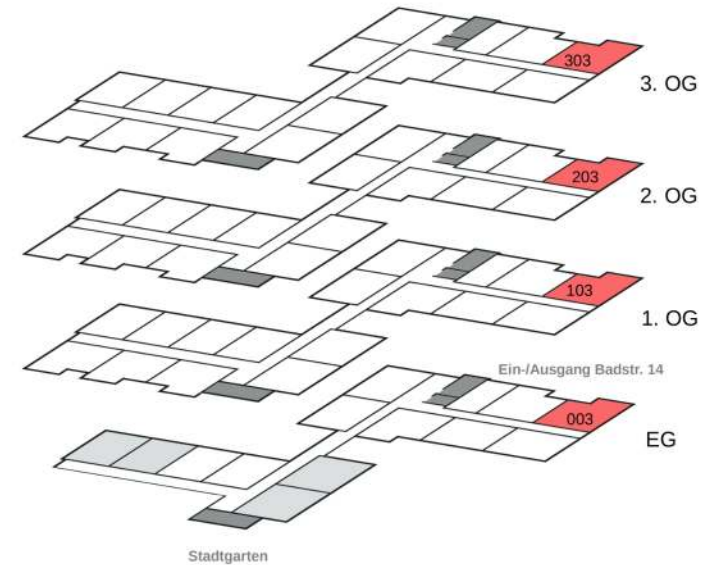 303
3. OG
203
2. OG
103
1. OG
Ein-/Ausgang Badstr. 14
003
EG
Stadtgarten